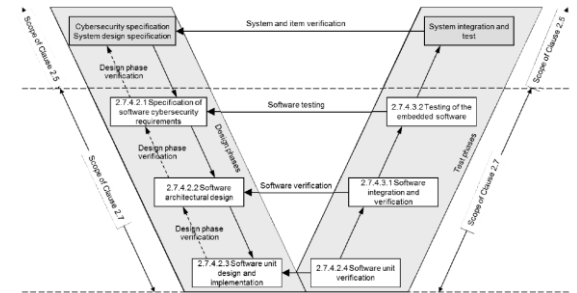 Cybersecurity specification
System design specification
System and item verification
System integration and
test
Scope of Clause 2.5
Scope of Clause 2.5
Design phase
verification
2.7.4.2.1 Specification of
software cybersecurity
requirements
Software testing
2.7.4.3.2 Testing of the
embedded software
Design phase
verification
Design phases
Test phases
2.7.4.2.2 Software
architectural design
Software verification
2.7.4.3.1 Software
integration and
verification
Scope of Clause 2.7
Scope of Clause 2.7
Design phase
verification
2.7.4.2.3 Software unit
design and
implementation
2.7.4.2.4 Software unit
verification